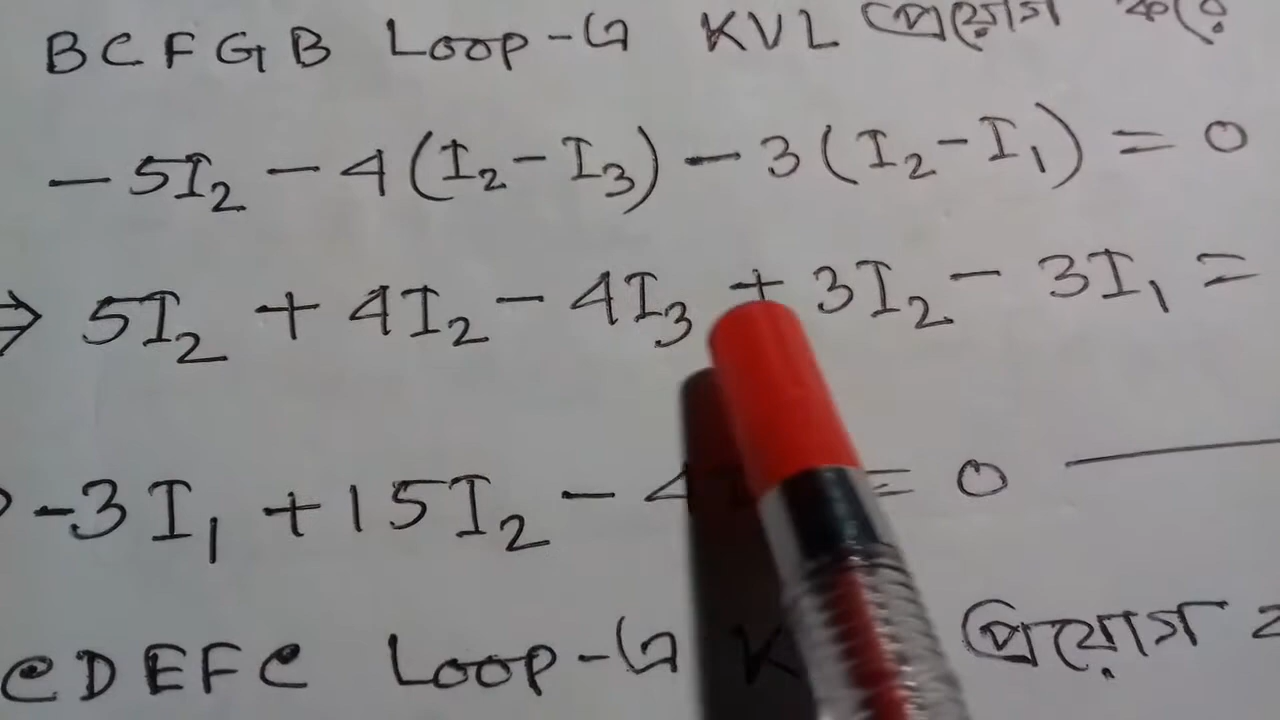 BCFGB Loop-এ KVL প্রয়োগ করে
-5I₂ - 4(I₂ - I₃) - 3(I₂ - I₁) = 0
⇒ 5I₂ + 4I₂ - 4I₃ + 3I₂ - 3I₁ =
-3I₁ + 15I₂ - 4 = 0
CDEFC Loop-এ K প্রয়োগ